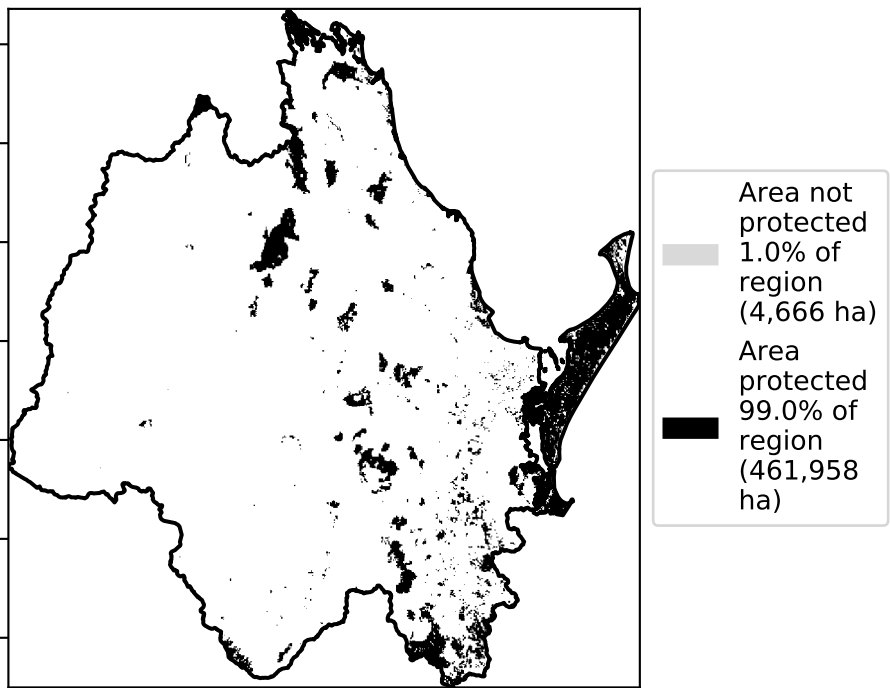 Area not
protected
1.0% of
region
(4,666 ha)
Area
protected
99.0% of
region
(461,958
ha)